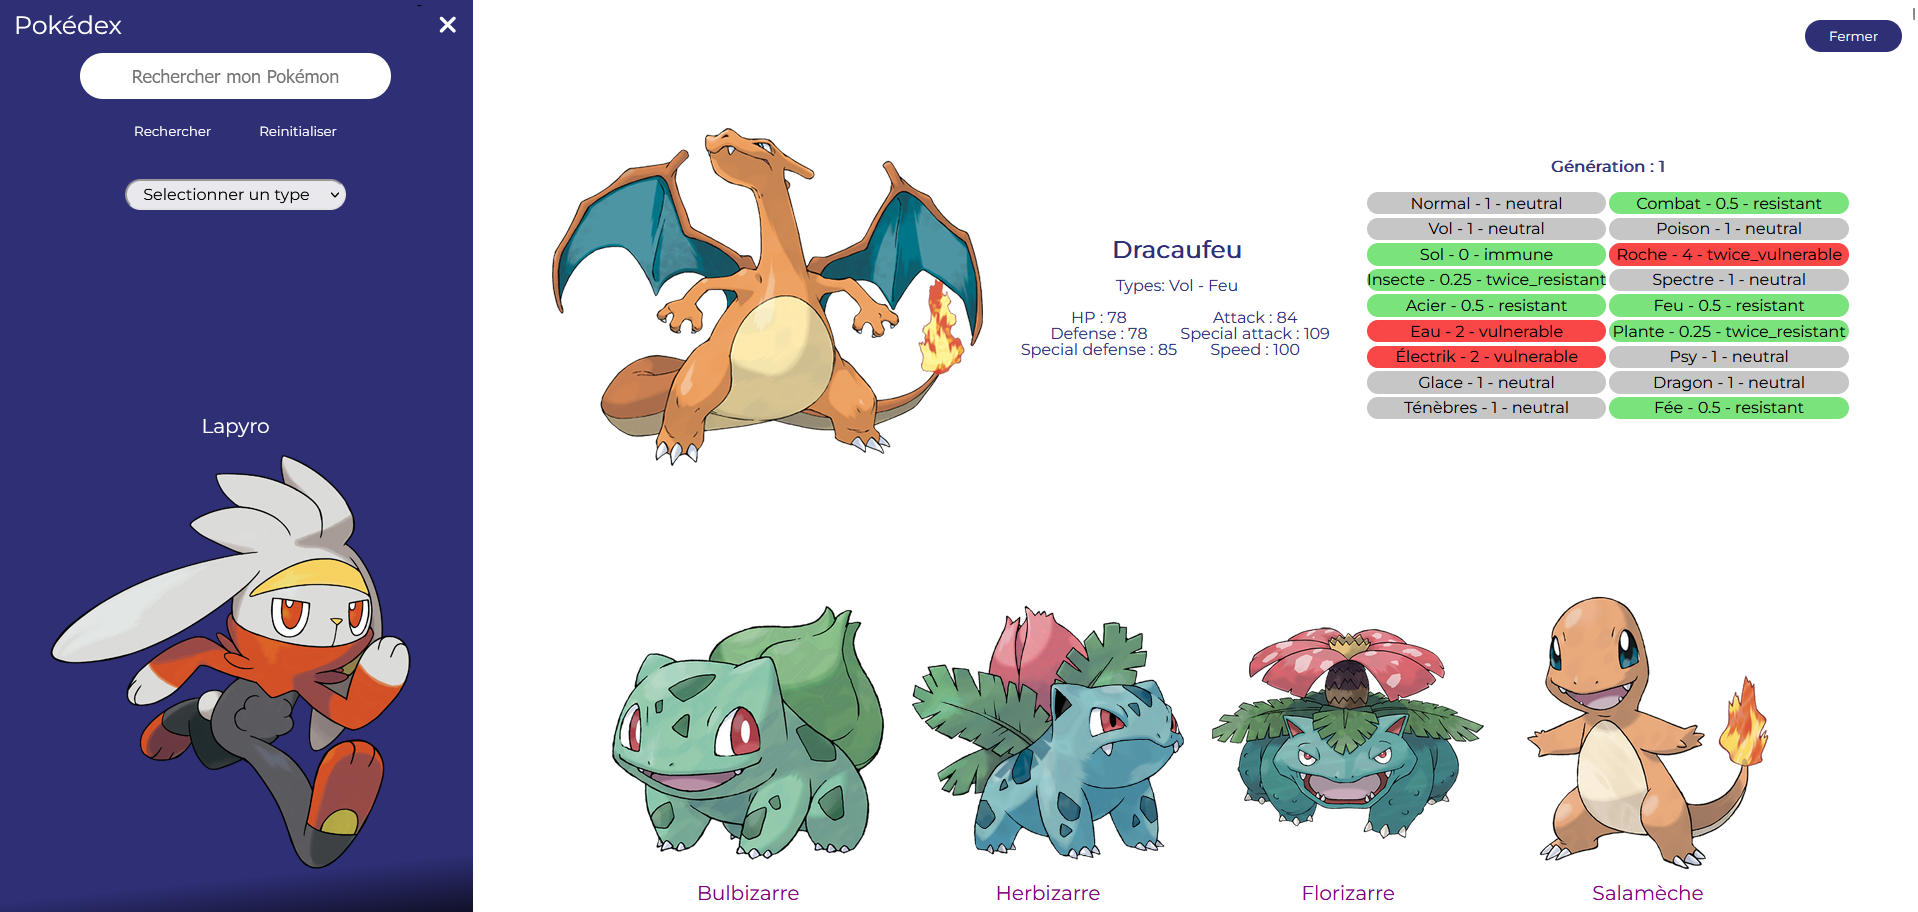 Pokédex
Rechercher mon Pokémon
Rechercher
Reinitialiser
Selectionner un type
Lapyro
Fermer
Dracaufeu
Types: Vol - Feu
HP : 78
Attack : 84
Defense : 78
Special attack : 109
Special defense : 85
Speed : 100
Génération : 1
Normal - 1 - neutral
Combat - 0.5 - resistant
Vol - 1 - neutral
Poison - 1 - neutral
Sol - 0 - immune
Roche - 4 - twice_vulnerable
Insecte - 0.25 - twice_resistant
Spectre - 1 - neutral
Acier - 0.5 - resistant
Feu - 0.5 - resistant
Eau - 2 - vulnerable
Plante - 0.25 - twice_resistant
Électrik - 2 - vulnerable
Psy - 1 - neutral
Glace - 1 - neutral
Dragon - 1 - neutral
Ténèbres - 1 - neutral
Fée - 0.5 - resistant
Bulbizarre
Herbizarre
Florizarre
Salamèche